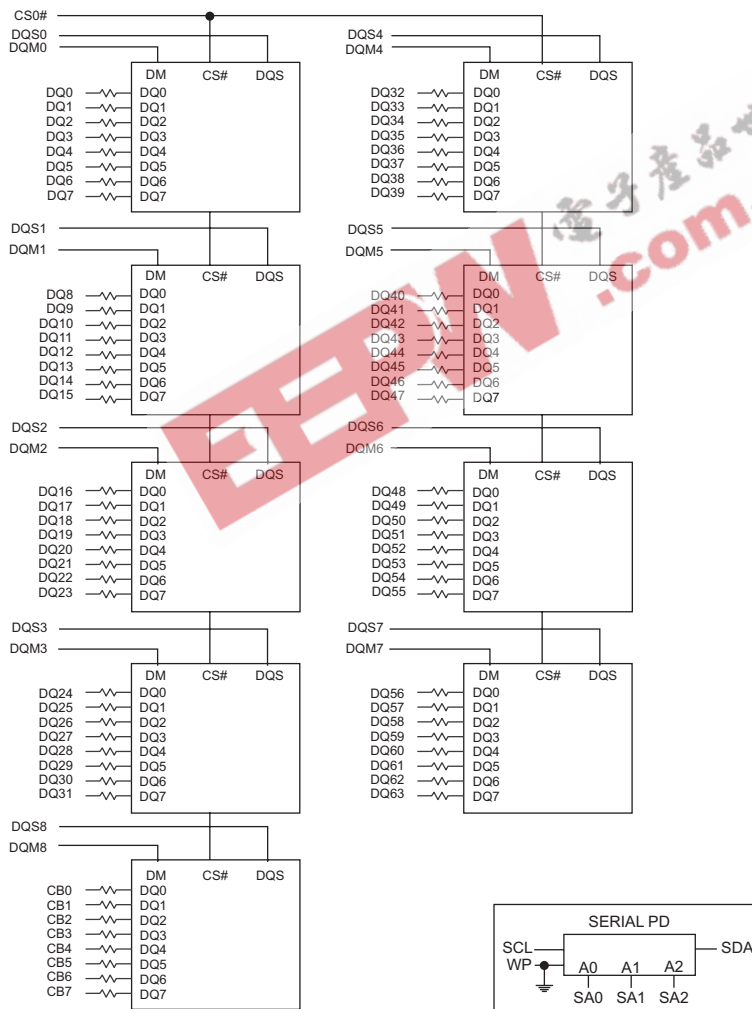 CS0#
DQS0
DQM0
DM CS# DQS
DQ0 DQ0
DQ1 DQ1
DQ2 DQ2
DQ3 DQ3
DQ4 DQ4
DQ5 DQ5
DQ6 DQ6
DQ7 DQ7
DQS1
DQM1
DM CS# DQS
DQ8 DQ0
DQ9 DQ1
DQ10 DQ2
DQ11 DQ3
DQ12 DQ4
DQ13 DQ5
DQ14 DQ6
DQ15 DQ7
DQS2
DQM2
DM CS# DQS
DQ16 DQ0
DQ17 DQ1
DQ18 DQ2
DQ19 DQ3
DQ20 DQ4
DQ21 DQ5
DQ22 DQ6
DQ23 DQ7
DQS3
DQM3
DM CS# DQS
DQ24 DQ0
DQ25 DQ1
DQ26 DQ2
DQ27 DQ3
DQ28 DQ4
DQ29 DQ5
DQ30 DQ6
DQ31 DQ7
DQS8
DQM8
DM CS# DQS
CB0 DQ0
CB1 DQ1
CB2 DQ2
CB3 DQ3
CB4 DQ4
CB5 DQ5
CB6 DQ6
CB7 DQ7
DQS4
DQM4
DM CS# DQS
DQ32 DQ0
DQ33 DQ1
DQ34 DQ2
DQ35 DQ3
DQ36 DQ4
DQ37 DQ5
DQ38 DQ6
DQ39 DQ7
DQS5
DQM5
DM CS# DQS
DQ40 DQ0
DQ41 DQ1
DQ42 DQ2
DQ43 DQ3
DQ44 DQ4
DQ45 DQ5
DQ46 DQ6
DQ47 DQ7
DQS6
DQM6
DM CS# DQS
DQ48 DQ0
DQ49 DQ1
DQ50 DQ2
DQ51 DQ3
DQ52 DQ4
DQ53 DQ5
DQ54 DQ6
DQ55 DQ7
DQS7
DQM7
DM CS# DQS
DQ56 DQ0
DQ57 DQ1
DQ58 DQ2
DQ59 DQ3
DQ60 DQ4
DQ61 DQ5
DQ62 DQ6
DQ63 DQ7
SERIAL PD
SCL SDA
WP
A0 A1 A2
SA0 SA1 SA2
EEPW .com.
電子產品